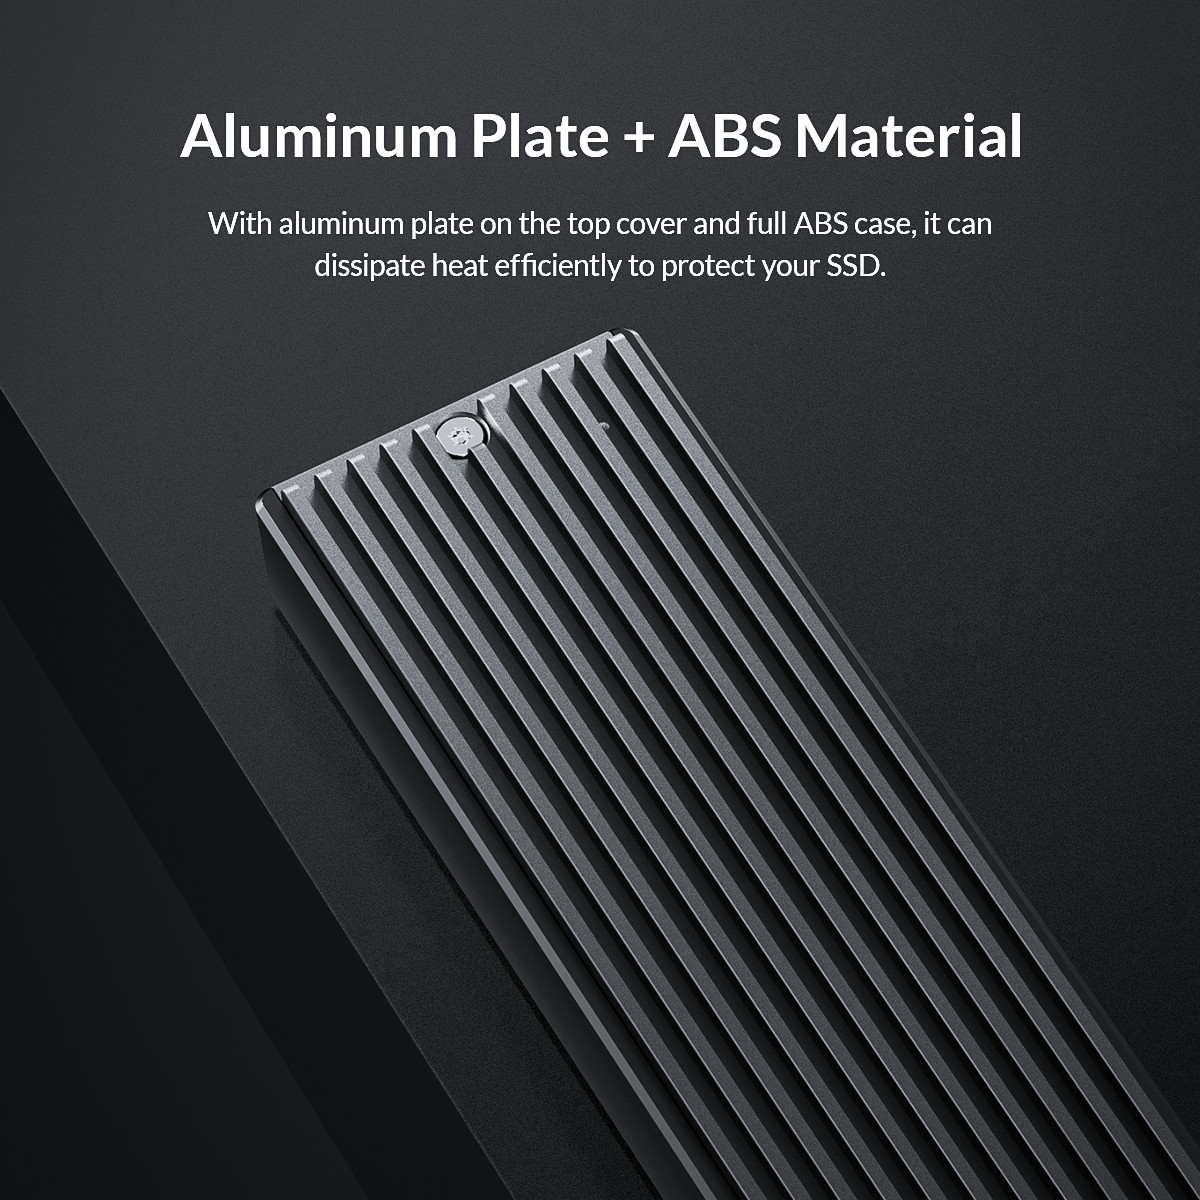 Aluminum Plate + ABS Material
With aluminum plate on the top cover and full ABS case, it can
dissipate heat efficiently to protect your SSD.